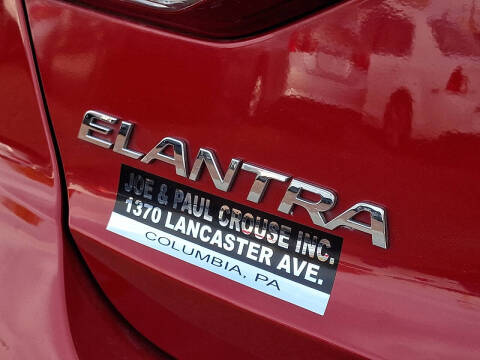 ELANTRA
JOE & PAUL CROUSE INC.
1370 LANCASTER AVE.
COLUMBIA, PA